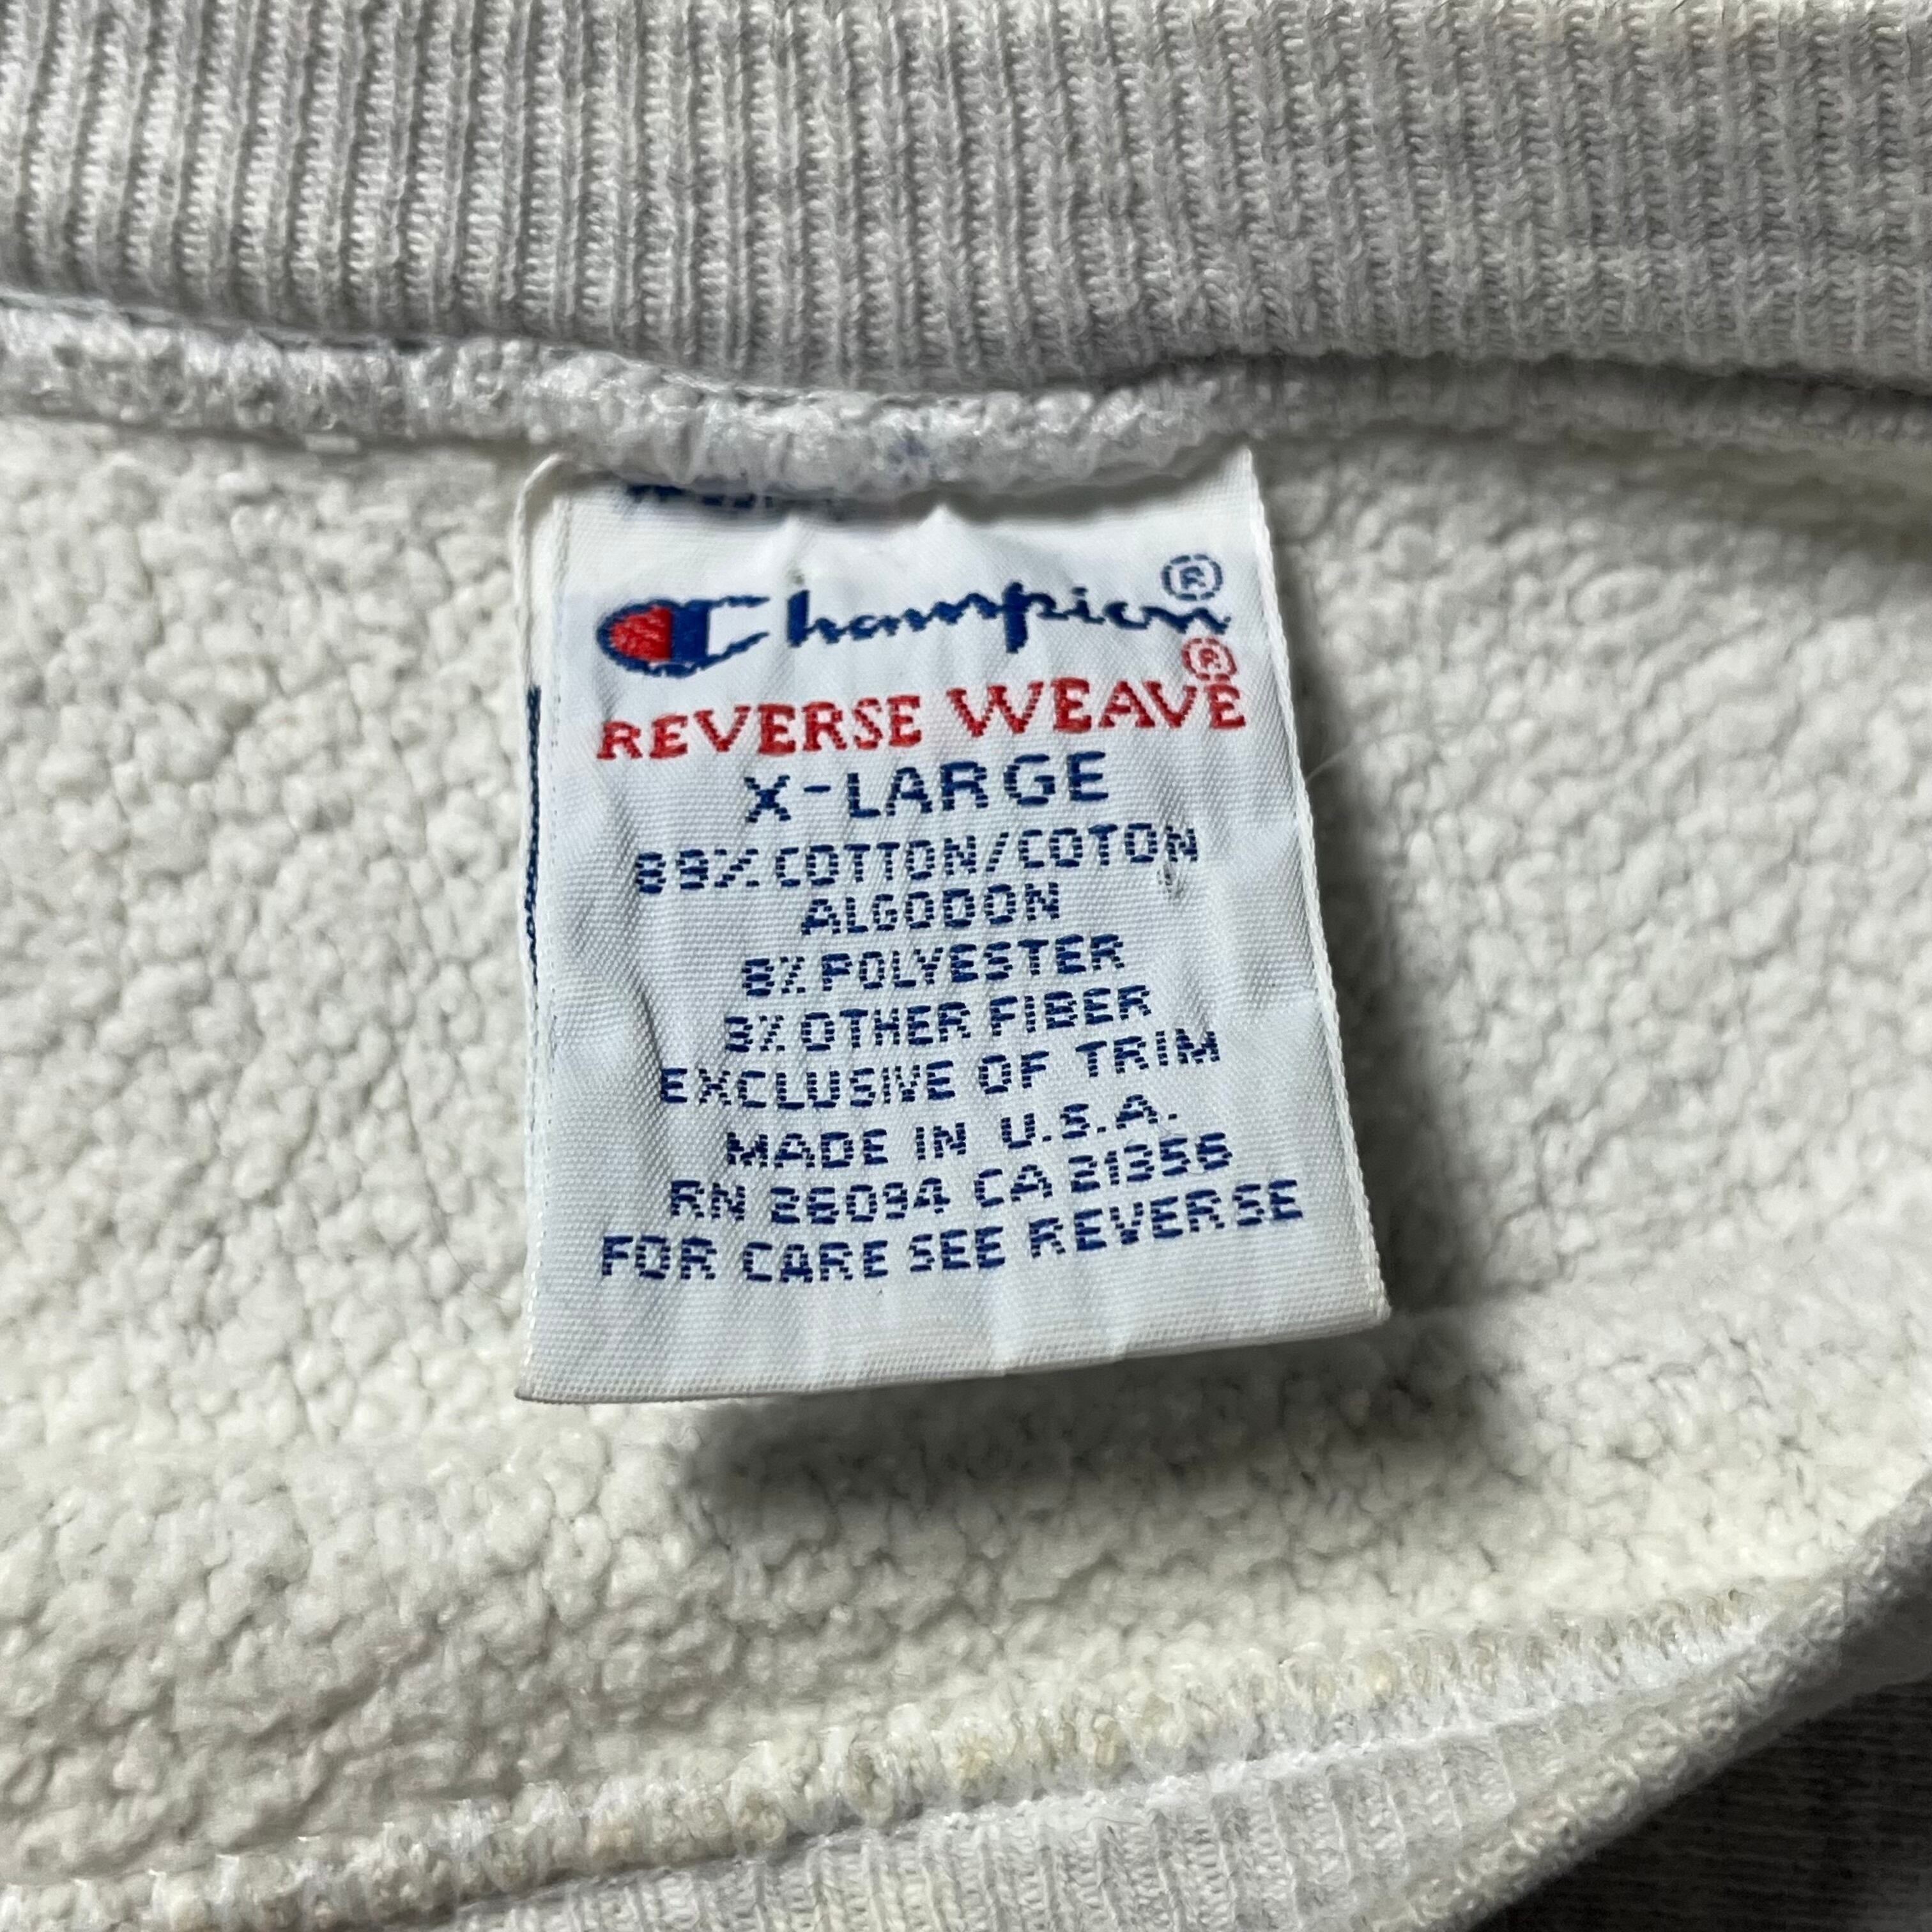 Champion®
REVERSE WEAVE®
X-LARGE
89% COTTON/COTON
ALGODON
8% POLYESTER
3% OTHER FIBER
EXCLUSIVE OF TRIM
MADE IN U.S.A.
RN 26094 CA 21356
FOR CARE SEE REVERSE